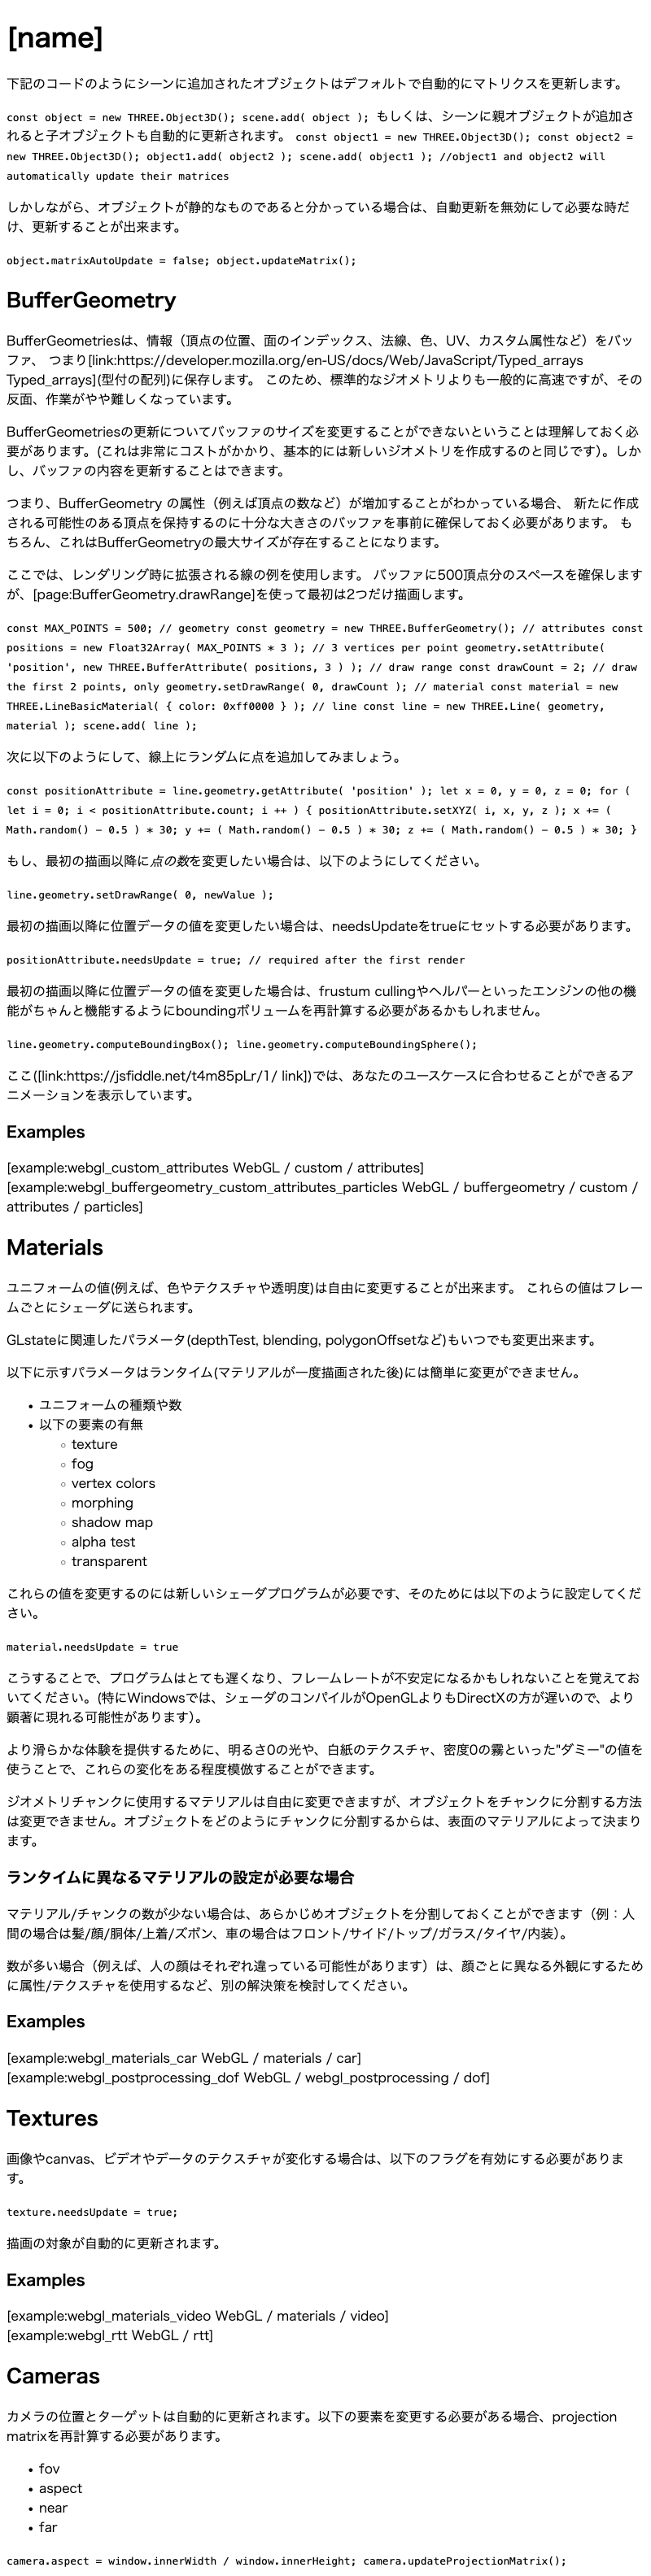 [name]
下記のコードのようにシーンに追加されたオブジェクトはデフォルトで自動的にマトリクスを更新します。
const object = new THREE.Object3D(); scene.add( object ); もしくは、シーンに親オブジェクトが追加さ
れると子オブジェクトも自動的に更新されます。 const object1 = new THREE.Object3D(); const object2 =
new THREE.Object3D(); object1.add( object2 ); scene.add( object1 ); //object1 and object2 will
automatically update their matrices
しかしながら、オブジェクトが静的なものであると分かっている場合は、自動更新を無効にして必要な時だ
け、更新することが出来ます。
object.matrixAutoUpdate = false; object.updateMatrix();
BufferGeometry
BufferGeometriesは、情報（頂点の位置、面のインデックス、法線、色、UV、カスタム属性など）をバッ
ファ、 つまり[link:https://developer.mozilla.org/en-US/docs/Web/JavaScript/Typed_arrays
Typed_arrays](型付の配列)に保存します。 このため、標準的なジオメトリよりも一般的に高速ですが、その
反面、作業がやや難しくなっています。
BufferGeometriesの更新についてバッファのサイズを変更することができないということは理解しておく必
要があります。(これは非常にコストがかかり、基本的には新しいジオメトリを作成するのと同じです）。しか
し、バッファの内容を更新することはできます。
つまり、BufferGeometry の属性（例えば頂点の数など）が増加することがわかっている場合、 新たに作成
される可能性のある頂点を保持するのに十分な大きさのバッファを事前に確保しておく必要があります。 も
ちろん、これはBufferGeometryの最大サイズが存在することになります。
ここでは、レンダリング時に拡張される線の例を使用します。 バッファに500頂点分のスペースを確保します
が、[page:BufferGeometry.drawRange]を使って最初は2つだけ描画します。
const MAX_POINTS = 500; // geometry const geometry = new THREE.BufferGeometry(); // attributes const
positions = new Float32Array( MAX_POINTS * 3 ); // 3 vertices per point geometry.setAttribute(
'position', new THREE.BufferAttribute( positions, 3 ) ); // draw range const drawCount = 2; // draw
the first 2 points, only geometry.setDrawRange( 0, drawCount ); // material const material = new
THREE.LineBasicMaterial( { color: 0xff0000 } ); // line const line = new THREE.Line( geometry,
material ); scene.add( line );
次に以下のようにして、線上にランダムに点を追加してみましょう。
const positionAttribute = line.geometry.getAttribute( 'position' ); let x = 0, y = 0, z = 0; for (
let i = 0; i < positionAttribute.count; i ++ ) { positionAttribute.setXYZ( i, x, y, z ); x += (
Math.random() - 0.5 ) * 30; y += ( Math.random() - 0.5 ) * 30; z += ( Math.random() - 0.5 ) * 30; }
もし、最初の描画以降に点の数を変更したい場合は、以下のようにしてください。
line.geometry.setDrawRange( 0, newValue );
最初の描画以降に位置データの値を変更したい場合は、needsUpdateをtrueにセットする必要があります。
positionAttribute.needsUpdate = true; // required after the first render
最初の描画以降に位置データの値を変更した場合は、frustum cullingやヘルパーといったエンジンの他の機
能がちゃんと機能するようにboundingボリュームを再計算する必要があるかもしれません。
line.geometry.computeBoundingBox(); line.geometry.computeBoundingSphere();
ここ([link:https://jsfiddle.net/t4m85pLr/1/ link])では、あなたのユースケースに合わせることができるア
ニメーションを表示しています。
Examples
[example:webgl_custom_attributes WebGL / custom / attributes]
[example:webgl_buffergeometry_custom_attributes_particles WebGL / buffergeometry / custom /
attributes / particles]
Materials
ユニフォームの値(例えば、色やテクスチャや透明度)は自由に変更することが出来ます。 これらの値はフレー
ムごとにシェーダに送られます。
GLstateに関連したパラメータ(depthTest, blending, polygonOffsetなど)もいつでも変更出来ます。
以下に示すパラメータはランタイム(マテリアルが一度描画された後)には簡単に変更ができません。
• ユニフォームの種類や数
• 以下の要素の有無
◦ texture
◦ fog
◦ vertex colors
◦ morphing
◦ shadow map
◦ alpha test
◦ transparent
これらの値を変更するのには新しいシェーダプログラムが必要です、そのためには以下のように設定してくだ
さい。
material.needsUpdate = true
こうすることで、プログラムはとても遅くなり、フレームレートが不安定になるかもしれないことを覚えてお
いてください。(特にWindowsでは、シェーダのコンパイルがOpenGLよりもDirectXの方が遅いので、より
顕著に現れる可能性があります）。
より滑らかな体験を提供するために、明るさ0の光や、白紙のテクスチャ、密度0の霧といった"ダミー"の値を
使うことで、これらの変化をある程度模倣することができます。
ジオメトリチャンクに使用するマテリアルは自由に変更できますが、オブジェクトをチャンクに分割する方法
は変更できません。オブジェクトをどのようにチャンクに分割するからは、表面のマテリアルによって決まり
ます。
ランタイムに異なるマテリアルの設定が必要な場合
マテリアル/チャンクの数が少ない場合は、あらかじめオブジェクトを分割しておくことができます（例：人
間の場合は髪/顔/胴体/上着/ズボン、車の場合はフロント/サイド/トップ/ガラス/タイヤ/内装）。
数が多い場合（例えば、人の顔はそれぞれ違っている可能性があります）は、顔ごとに異なる外観にするため
に属性/テクスチャを使用するなど、別の解決策を検討してください。
Examples
[example:webgl_materials_car WebGL / materials / car]
[example:webgl_postprocessing_dof WebGL / webgl_postprocessing / dof]
Textures
画像やcanvas、ビデオやデータのテクスチャが変化する場合は、以下のフラグを有効にする必要がありま
す。
texture.needsUpdate = true;
描画の対象が自動的に更新されます。
Examples
[example:webgl_materials_video WebGL / materials / video]
[example:webgl_rtt WebGL / rtt]
Cameras
カメラの位置とターゲットは自動的に更新されます。以下の要素を変更する必要がある場合、projection
matrixを再計算する必要があります。
• fov
• aspect
• near
• far
camera.aspect = window.innerWidth / window.innerHeight; camera.updateProjectionMatrix();